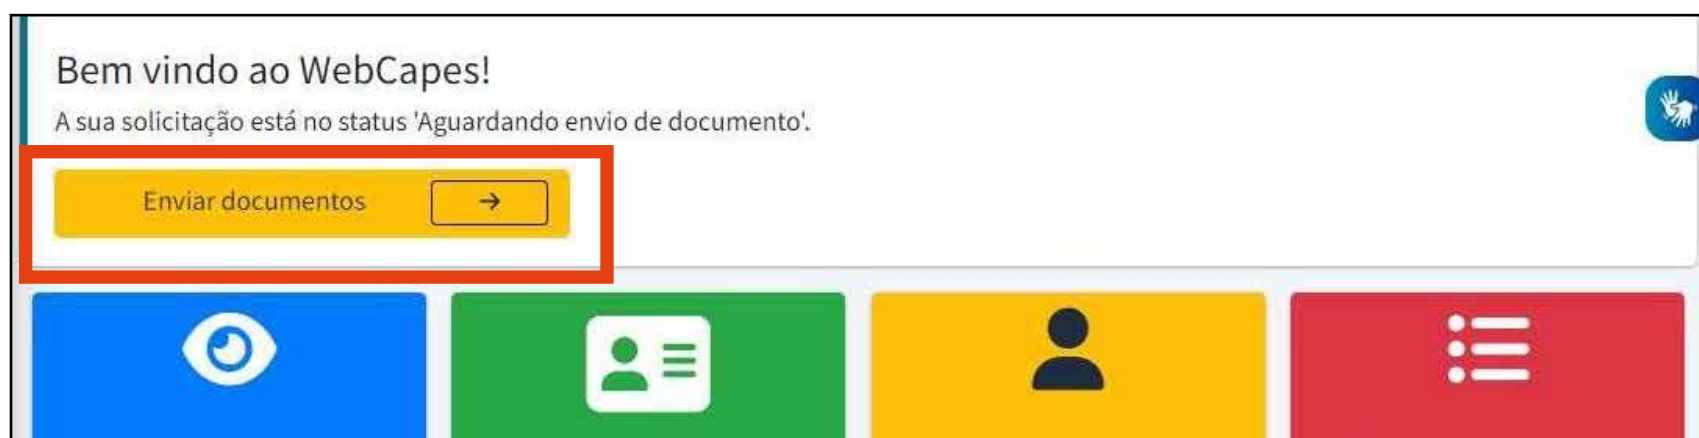 Bem vindo ao WebCapes!
A sua solicitação está no status 'Aguardando envio de documento'.
Enviar documentos →